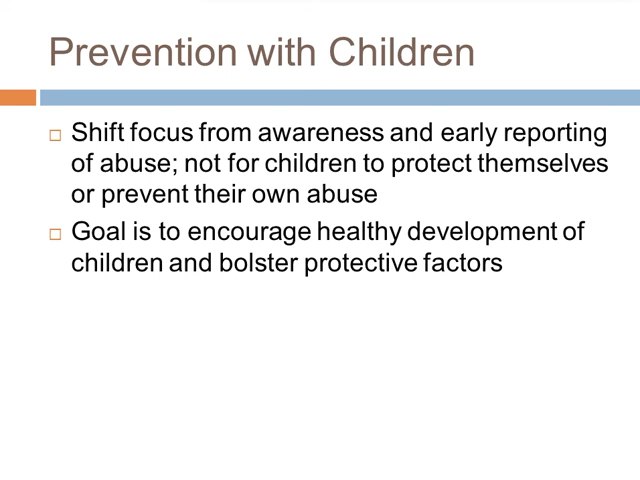 Prevention with Children
Shift focus from awareness and early reporting
of abuse; not for children to protect themselves
or prevent their own abuse
Goal is to encourage healthy development of
children and bolster protective factors